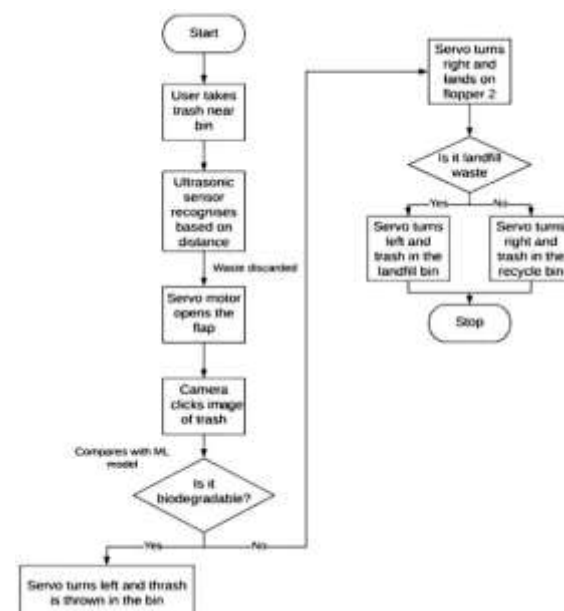 Start
User takes
trash near
bin
Ultrasonic
sensor
recognises
based on
distance
Waste discarded
Servo motor
opens the
flap
Camera
clicks image
of trash
Compares with ML
model
Is it
biodegradable?
Yes
No
Servo turns left and thrash
is thrown in the bin
Servo turns
right and
lands on
flopper 2
Is it landfill
waste
Yes
No
Servo turns
left and
trash in the
landfill bin
Servo turns
right and
trash in the
recycle bin
Stop